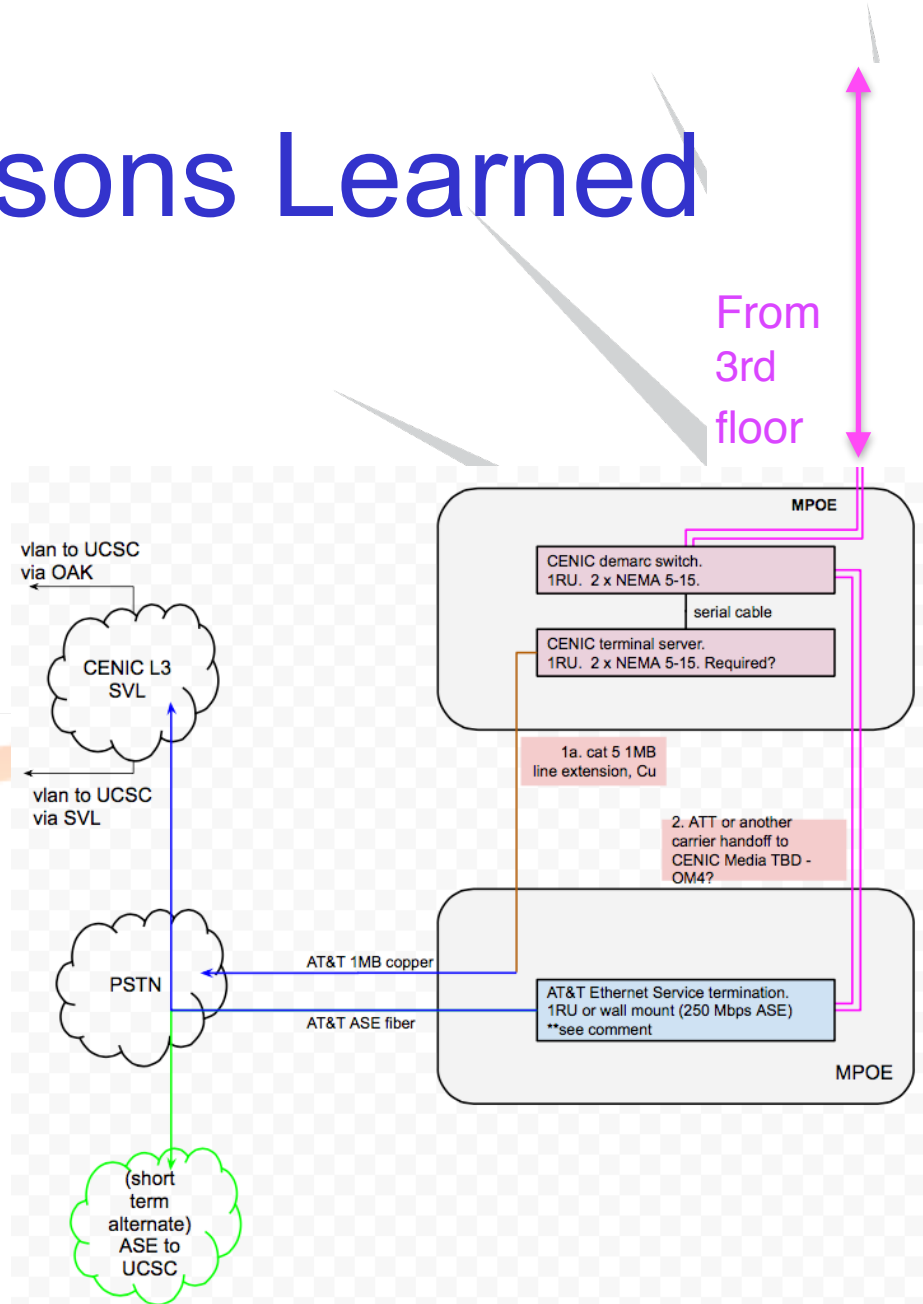 sons Learned
From
3rd
floor
MPOE
CENIC demarc switch.
1RU.  2 x NEMA 5-15.
serial cable
CENIC terminal server.
1RU.  2 x NEMA 5-15. Required?
vlan to UCSC
via OAK
CENIC L3
SVL
vlan to UCSC
via SVL
1a. cat 5 1MB
line extension, Cu
2. ATT or another
carrier handoff to
CENIC Media TBD -
OM4?
PSTN
AT&T 1MB copper
AT&T ASE fiber
AT&T Ethernet Service termination.
1RU or wall mount (250 Mbps ASE)
**see comment
MPOE
(short
term
alternate)
ASE to
UCSC